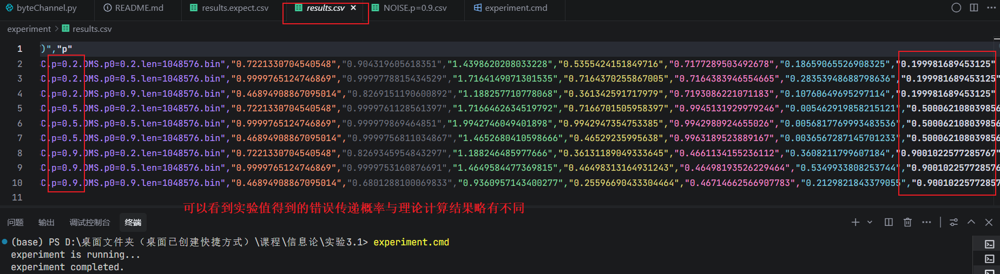 byteChannel.py README.md results.expect.csv results.csv NOISE.p=0.9.csv experiment.cmd
experiment > results.csv
1 )","p"
2 C.p=0.2.DMS.p0=0.2.len=1048576.bin","0.7221330704540548","0.904319605618351","1.4398620208033228","0.5355424151849716","0.7177289503492678","0.18659065526908325","0.199981689453125"
3 C.p=0.2.DMS.p0=0.5.len=1048576.bin","0.9999765124746869","0.9999778815434529","1.7164149071301535","0.7164370255867005","0.7164383946554665","0.28353948688798636","0.199981689453125"
4 C.p=0.2.DMS.p0=0.9.len=1048576.bin","0.46894908867095014","0.8269151190600892","1.188257710778068","0.361342591717979","0.7193086221071183","0.10760649695297114","0.199981689453125"
5 C.p=0.5.DMS.p0=0.2.len=1048576.bin","0.7221330704540548","0.9999761128561397","1.7166462634519792","0.7166701505958397","0.9945131929979246","0.005462919858215121","0.500062108039856
6 C.p=0.5.DMS.p0=0.5.len=1048576.bin","0.9999765124746869","0.999979869464851","1.9942746049401898","0.9942947354753385","0.9942980924655026","0.0056817769993483536","0.500062108039856
7 C.p=0.5.DMS.p0=0.9.len=1048576.bin","0.46894908867095014","0.99997568110​34867","1.4652680410598666","0.465292359956​38","0.9963189523889167","0.0036567287145701233","0.500062108039856
8 C.p=0.9.DMS.p0=0.2.len=1048576.bin","0.7221330704540548","0.8269345954843297","1.188246485977666","0.36131189049333645","0.4661134155236112","0.3608211799607184","0.9001022577285767"
9 C.p=0.9.DMS.p0=0.5.len=1048576.bin","0.9999765124746869","0.9999753160876691","1.4649584477369815","0.46498313164931243","0.46498193526229464","0.5349933808253744","0.900102257728576
10 C.p=0.9.DMS.p0=0.9.len=1048576.bin","0.46894908867095014","0.6801288100069833","0.9360957143400277","0.25596690433304464","0.46714662566907783","0.2129821843379055","0.90010225772857
11
可以看到实验值得到的错误传递概率与理论计算结果略有不同
问题 输出 调试控制台 终端
(base) PS D:\桌面文件夹（桌面已创建快捷方式）\课程\信息论\实验3.1> experiment.cmd
experiment is running...
experiment completed.